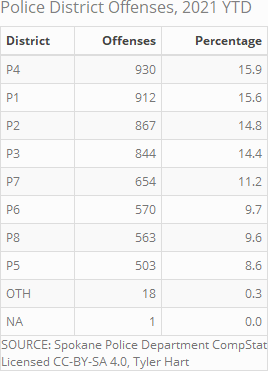 Police District Offenses, 2021 YTD
District Offenses Percentage
P4 930 15.9
P1 912 15.6
P2 867 14.8
P3 844 14.4
P7 654 11.2
P6 570 9.7
P8 563 9.6
P5 503 8.6
OTH 18 0.3
NA 1 0.0
SOURCE: Spokane Police Department CompStat
Licensed CC-BY-SA 4.0, Tyler Hart